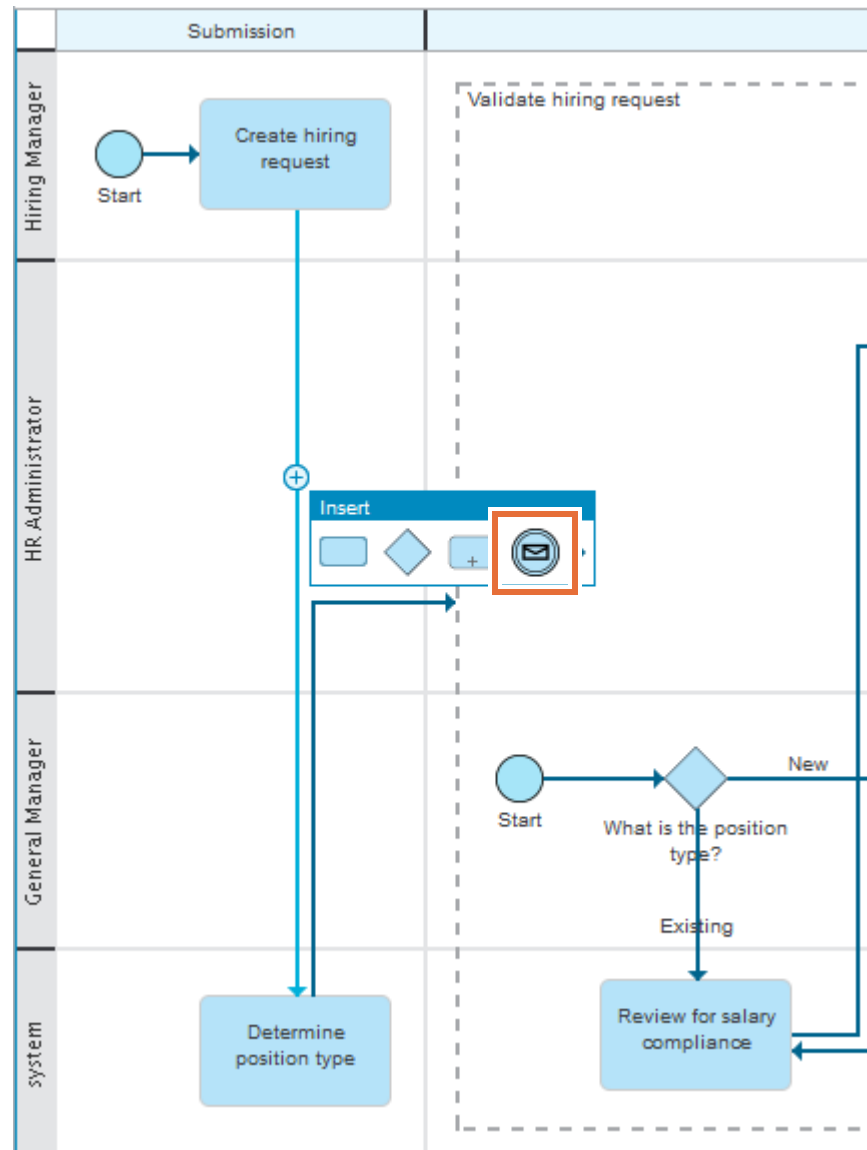 Submission
Hiring Manager
Validate hiring request
Create hiring
request
Start
HR Administrator
Insert
General Manager
Start
New
What is the position
type?
Existing
system
Determine
position type
Review for salary
compliance